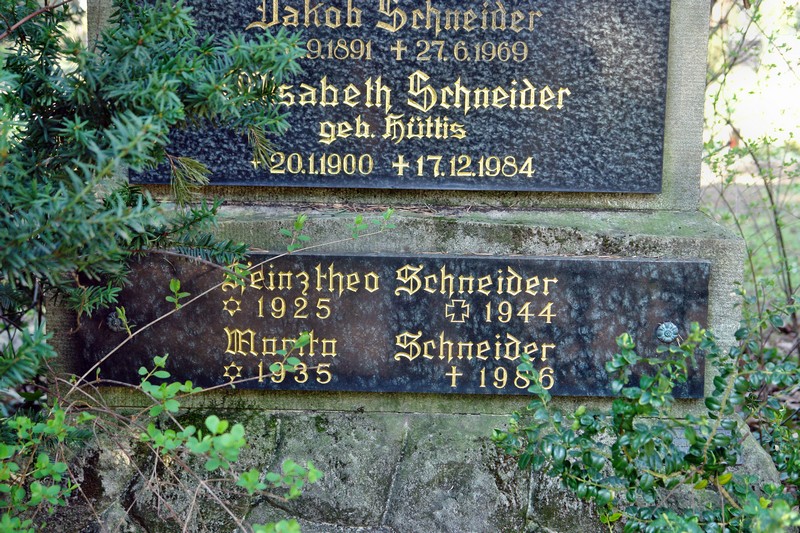 Jakob Schneider
9.1891 ✝ 27.6.1969
Elisabeth Schneider
geb. Hüttis
✡ 20.1.1900 ✝ 17.12.1984
Heinztheo Schneider
✡ 1925 ✠ 1944
Marita Schneider
✡ 1935 ✝ 1986